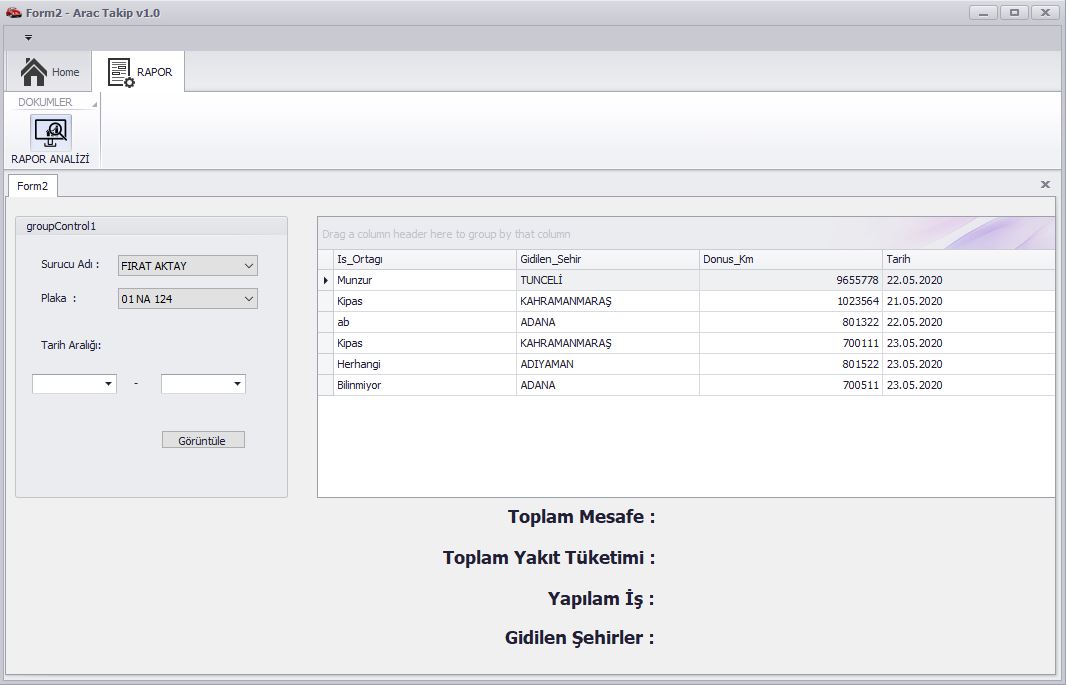 Form2 - Arac Takip v1.0
Home
RAPOR
DOKUMLER
RAPOR ANALİZİ
Form2
groupControl1
Surucu Adı :
FIRAT AKTAY
Plaka :
01 NA 124
Tarih Aralığı:
-
Görüntüle
Drag a column header here to group by that column
Is_Ortagı Gidilen_Sehir Donus_Km Tarih
Munzur TUNCELİ 9655778 22.05.2020
Kipas KAHRAMANMARAŞ 1023564 21.05.2020
ab ADANA 801322 22.05.2020
Kipas KAHRAMANMARAŞ 700111 23.05.2020
Herhangi ADIYAMAN 801522 23.05.2020
Bilinmiyor ADANA 700511 23.05.2020
Toplam Mesafe :
Toplam Yakıt Tüketimi :
Yapılam İş :
Gidilen Şehirler :